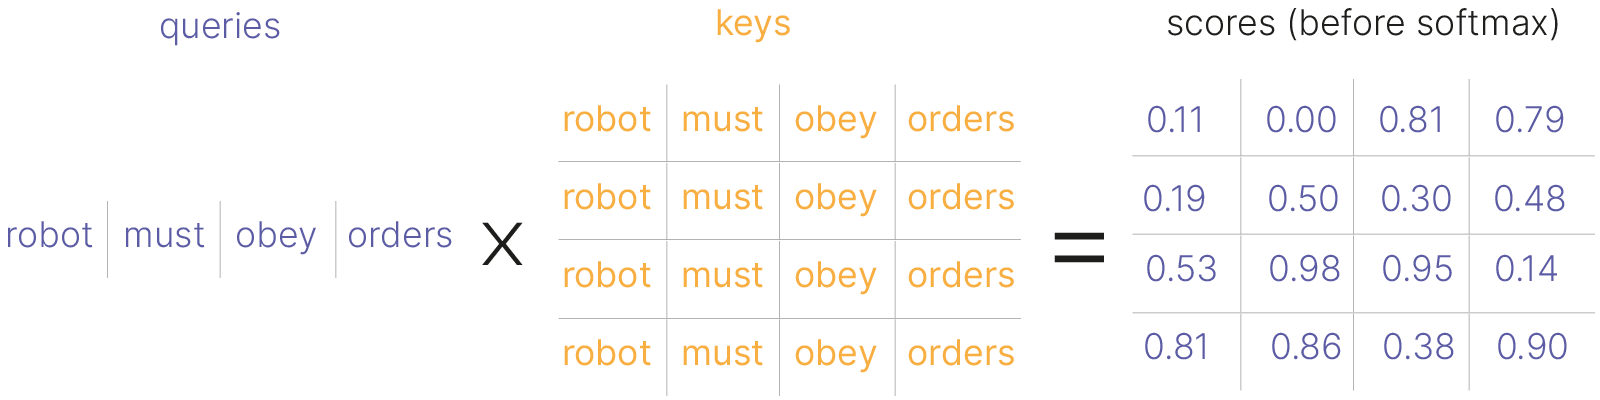 queries keys scores (before softmax)
robot must obey orders 0.11 0.00 0.81 0.79
robot must obey orders 0.19 0.50 0.30 0.48
robot must obey orders X =
robot must obey orders 0.53 0.98 0.95 0.14
robot must obey orders 0.81 0.86 0.38 0.90